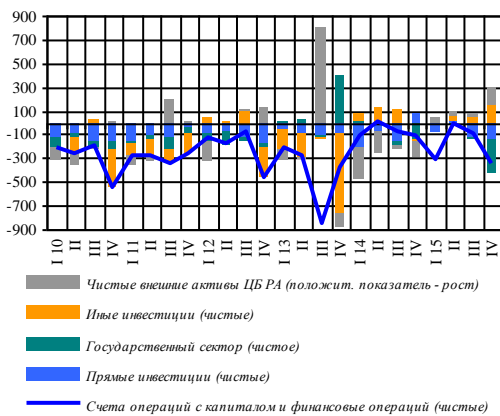 900
700
500
300
100
-100
-300
-500
-700
-900
I 10 II III IV I 11 II III IV I 12 II III IV I 13 II III IV I 14 II III IV I 15 II III IV
Чистые внешние активы ЦБ РА (положит. показатель - рост)
Иные инвестиции (чистые)
Государственный сектор (чистое)
Прямые инвестиции (чистые)
Счета операций с капиталом и финансовые операций (чистые)